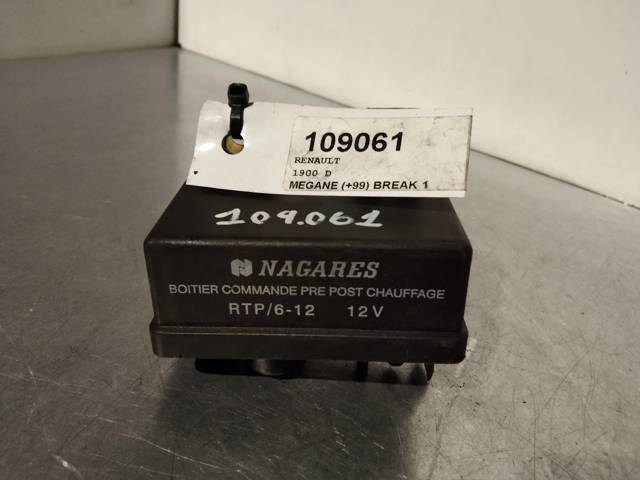 109061
RENAULT
1900 D
MEGANE (+99) BREAK 1
109.061
NAGARES
BOITIER COMMANDE PRE POST CHAUFFAGE
RTP/6-12 12V